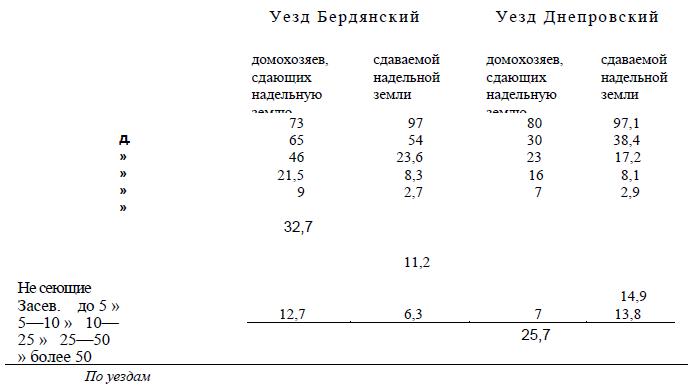 Уезд Бердянский Уезд Днепровский
домохозяев, сдаваемой домохозяев, сдаваемой
сдающих надельной сдающих надельной
надельную земли надельную земли
землю землю
73 97 80 97,1
д. 65 54 30 38,4
» 46 23,6 23 17,2
» 21,5 8,3 16 8,1
» 9 2,7 7 2,9
»
32,7
11,2
Не сеющие
14,9
Засев. до 5 »
12,7 6,3 7 13,8
5—10 » 10—
25,7
25 » 25—50
» более 50
По уездам